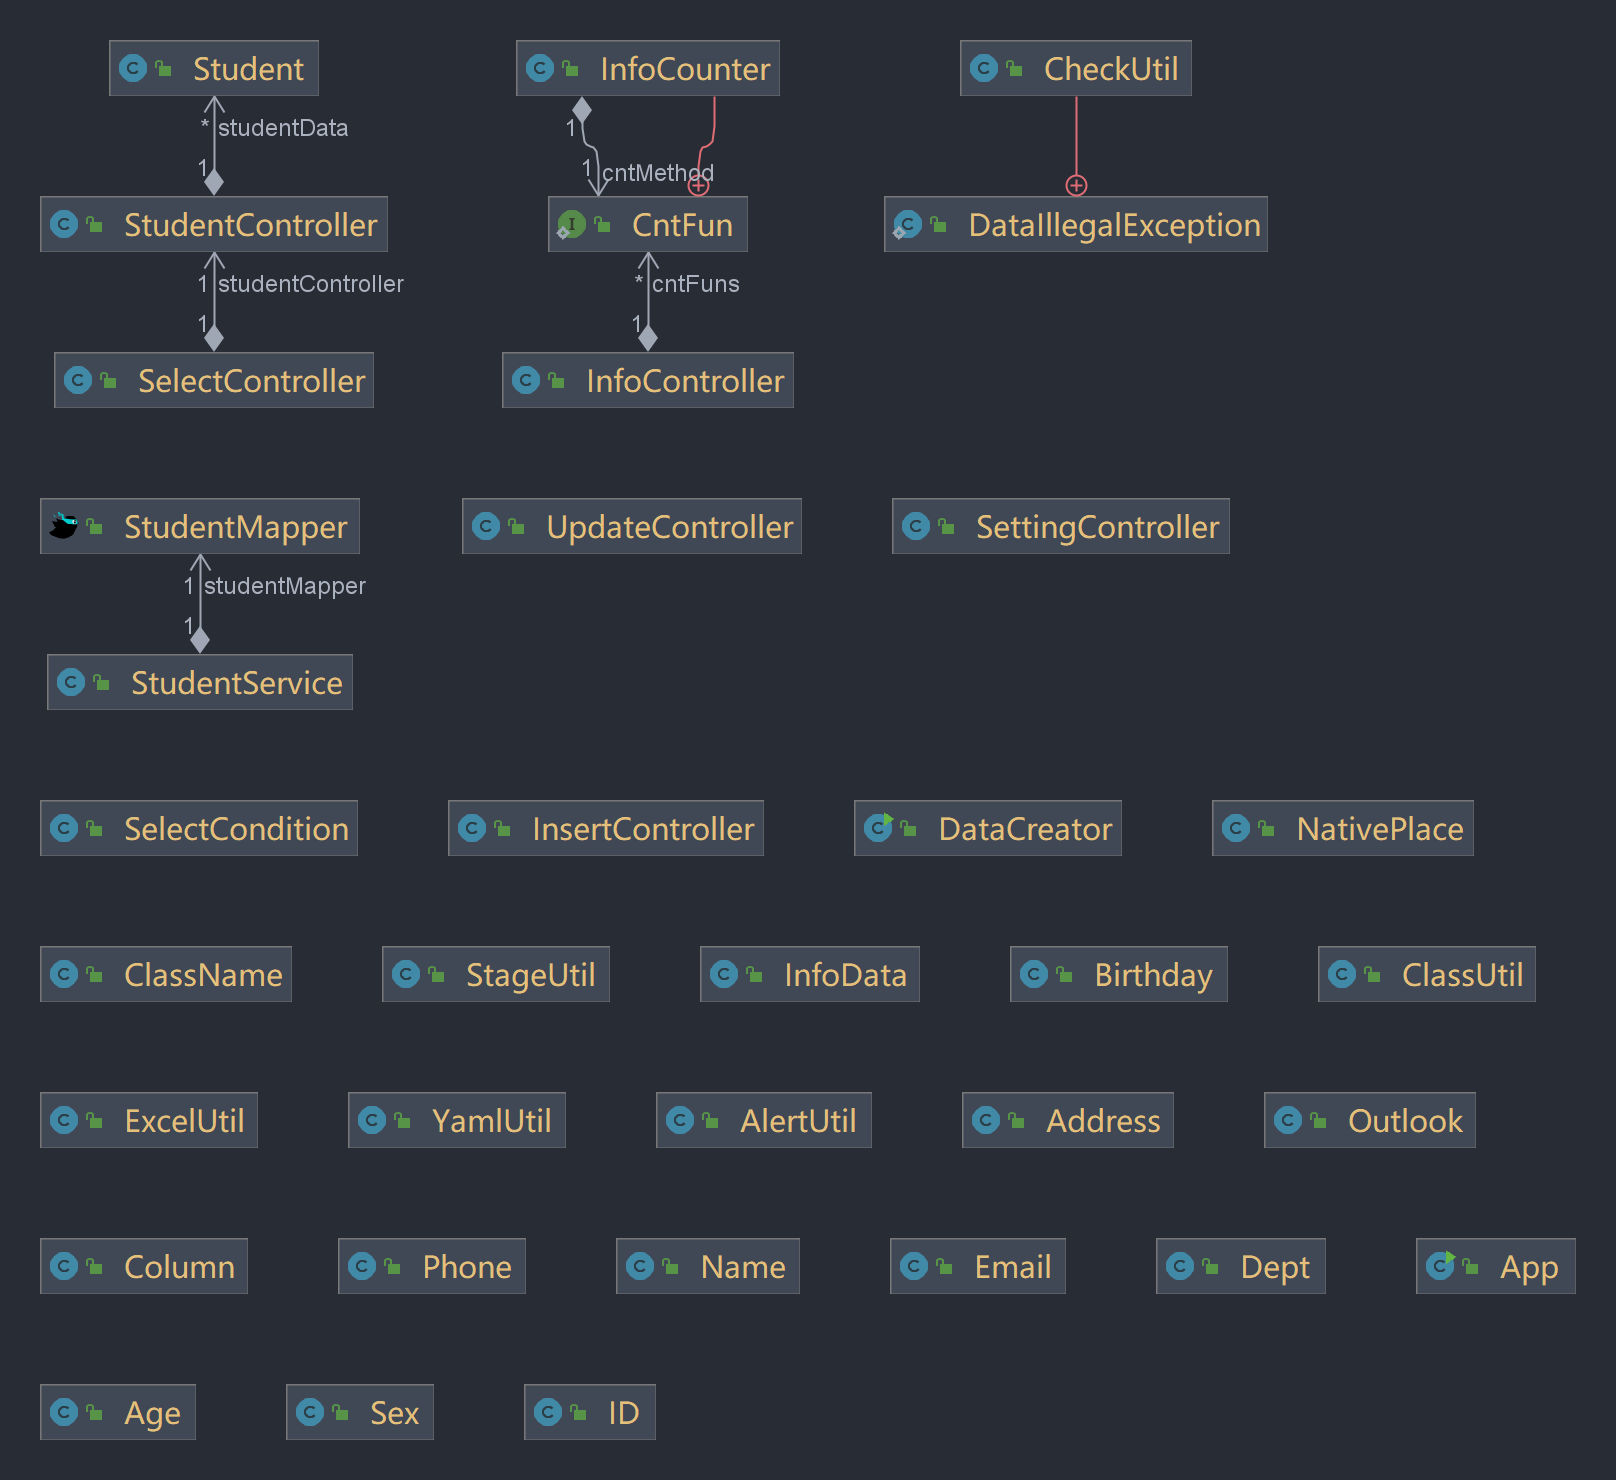 Student
InfoCounter
CheckUtil
* studentData
1
1
1 cntMethod
StudentController
CntFun
DataIllegalException
1 studentController
* cntFuns
1
1
SelectController
InfoController
StudentMapper
UpdateController
SettingController
1 studentMapper
1
StudentService
SelectCondition
InsertController
DataCreator
NativePlace
ClassName
StageUtil
InfoData
Birthday
ClassUtil
ExcelUtil
YamlUtil
AlertUtil
Address
Outlook
Column
Phone
Name
Email
Dept
App
Age
Sex
ID